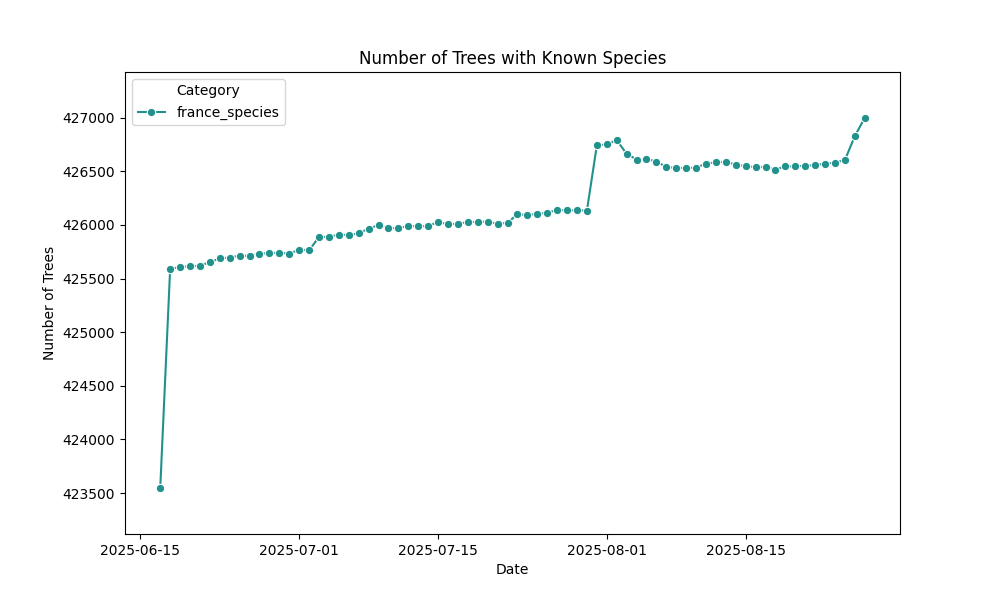 Number of Trees with Known Species
Category
france_species
427000
426500
426000
425500
425000
424500
424000
423500
Number of Trees
2025-06-15
2025-07-01
2025-07-15
2025-08-01
2025-08-15
Date